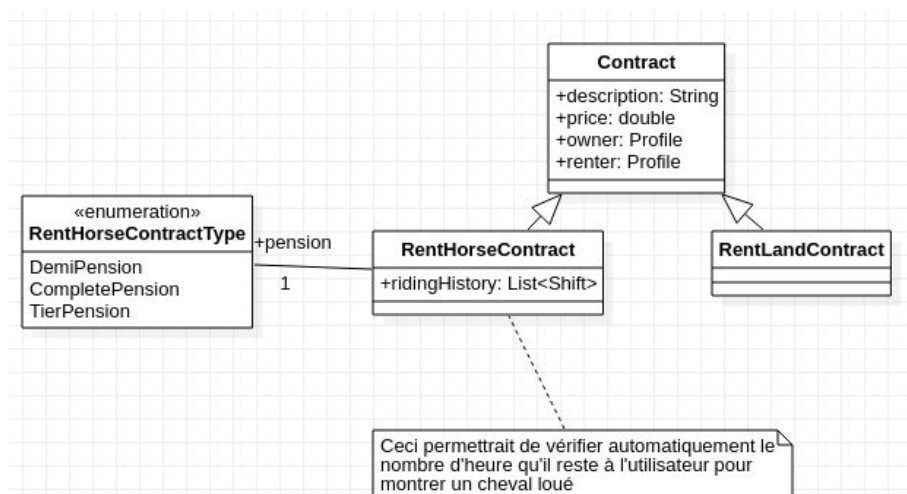 Contract
+description: String
+price: double
+owner: Profile
+renter: Profile
«enumeration»
RentHorseContractType
DemiPension
CompletePension
TierPension
+pension
1
RentHorseContract
+ridingHistory: List<Shift>
RentLandContract
Ceci permettrait de vérifier automatiquement le
nombre d'heure qu'il reste à l'utilisateur pour
montrer un cheval loué